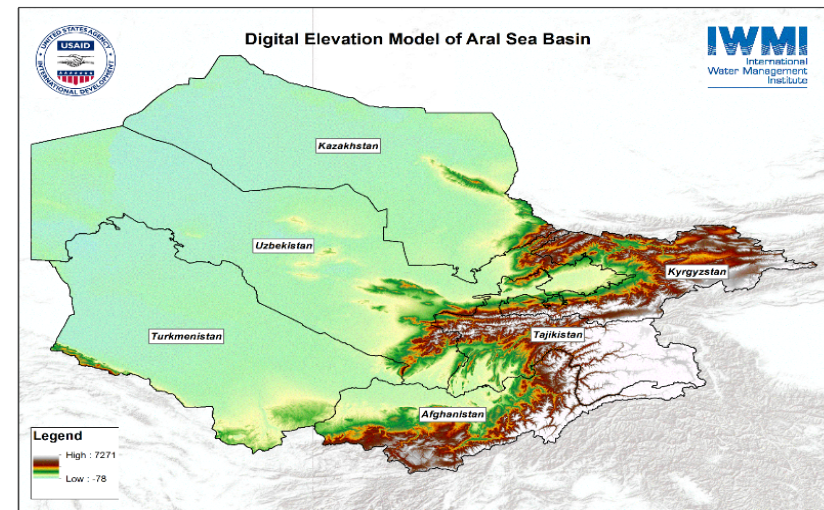 UNITED STATES AGENCY
USAID
INTERNATIONAL DEVELOPMENT
Digital Elevation Model of Aral Sea Basin
IWMI
International
Water Management
Institute
Kazakhstan
Uzbekistan
Kyrgyzstan
Turkmenistan
Tajikistan
Afghanistan
Legend
High : 7271
Low : -78